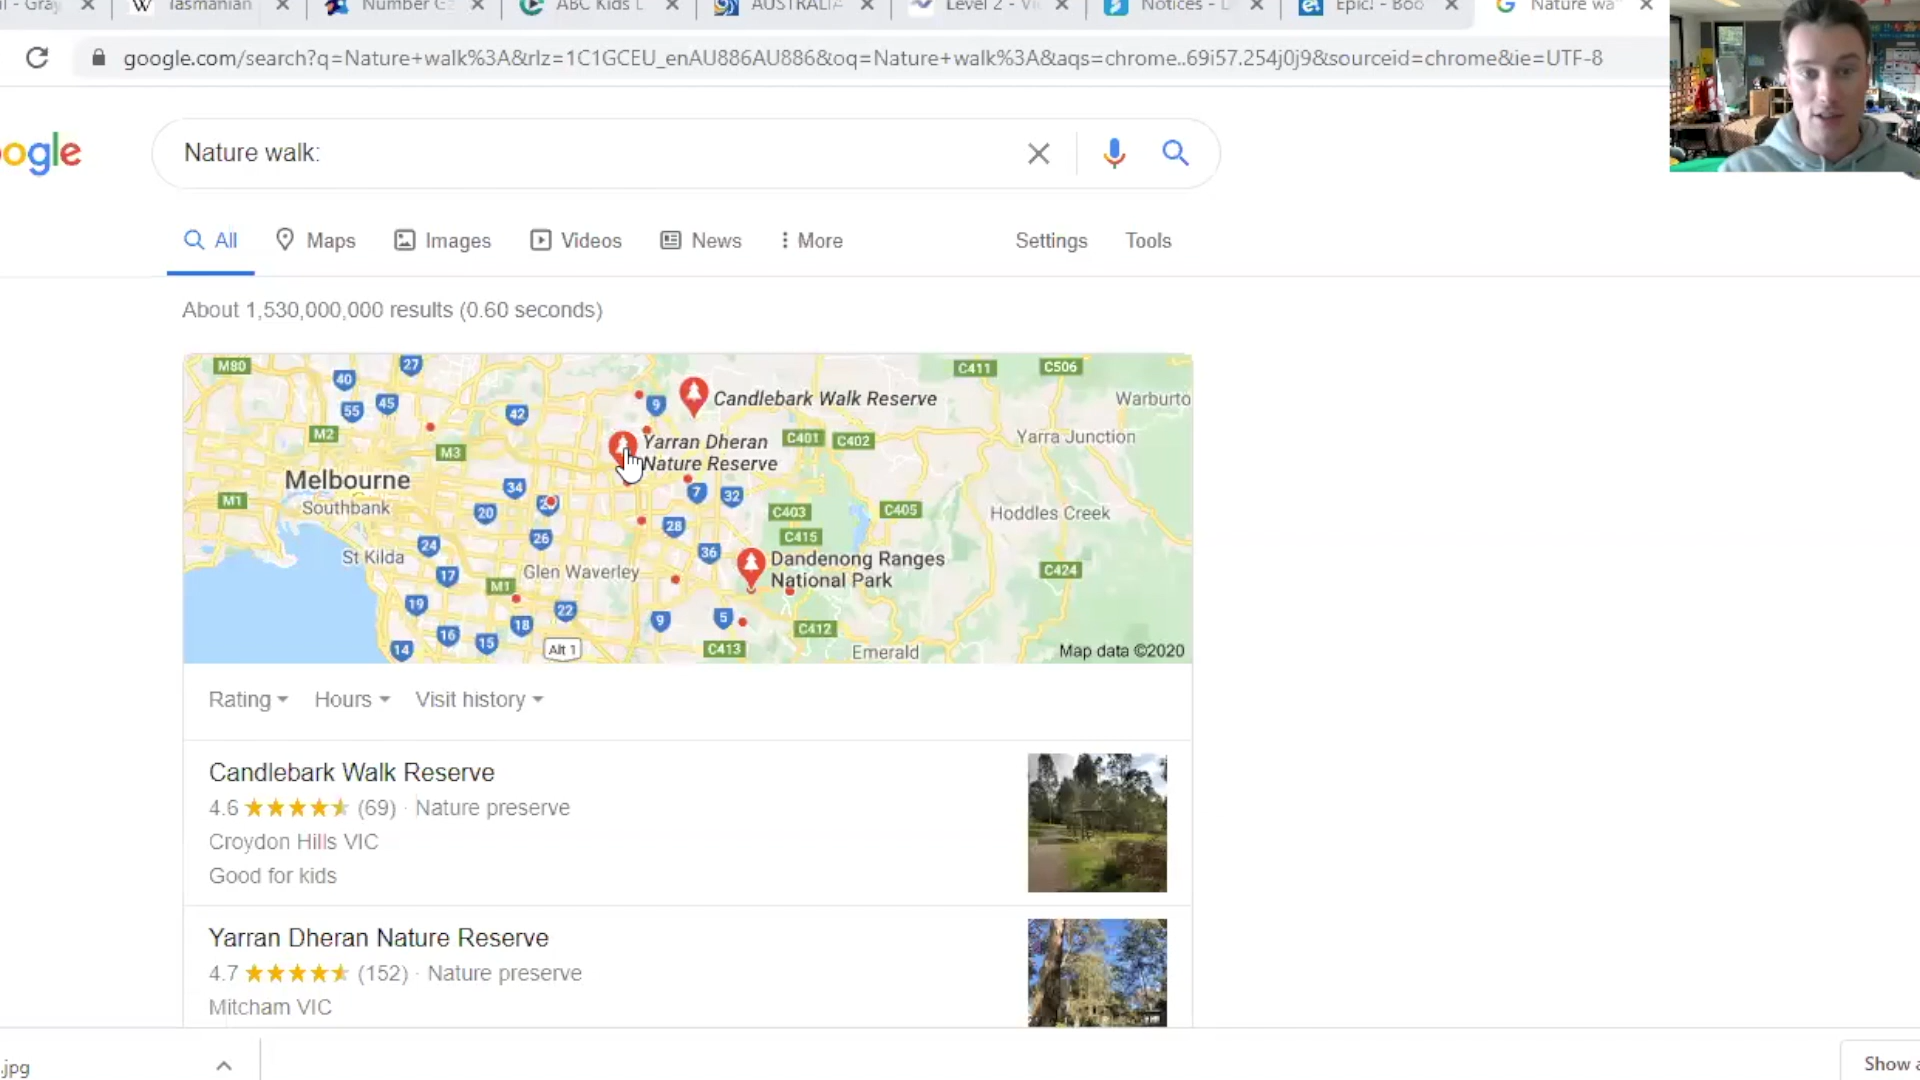 Tasmanian
Number G
ABC Kids L
AUSTRALIA
Level 2 - Vi
Notices -
Epic! - Boo
Nature wa
google.com/search?q=Nature+walk%3A&rlz=1C1GCEU_enAU886AU886&oq=Nature+walk%3A&aqs=chrome..69i57.254j0j9&sourceid=chrome&ie=UTF-8
ogle
Nature walk:
All Maps Images Videos News More Settings Tools
About 1,530,000,000 results (0.60 seconds)
M80 27 C411 C506
40 Candlebark Walk Reserve Warburto
55 45 42 9
M2 Yarran Dheran C401 C402 Yarra Junction
M3 Nature Reserve
Melbourne
34 7 32
M1 Southbank 20 C403 C405 Hoddles Creek
28
26 C415
24 St Kilda 36 Dandenong Ranges
17 M1 Glen Waverley National Park C424
19 22 9 5
16 15 18 C412
14 Alt 1 C413 Emerald Map data ©2020
Rating Hours Visit history
Candlebark Walk Reserve
4.6 (69) · Nature preserve
Croydon Hills VIC
Good for kids
Yarran Dheran Nature Reserve
4.7 (152) · Nature preserve
Mitcham VIC
.jpg
Show